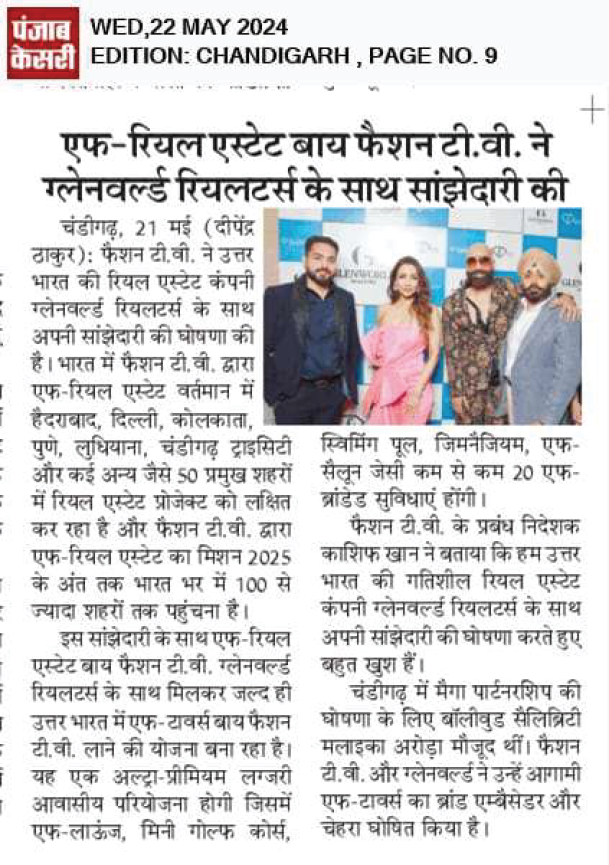 पंजाब
केसरी
WED,22 MAY 2024
EDITION: CHANDIGARH , PAGE NO. 9
एफ-रियल एस्टेट बाय फैशन टी.वी. ने
ग्लेनवर्ल्ड रियलटर्स के साथ सांझेदारी की
चंडीगढ़, 21 मई (दीपेंद्र
ठाकुर): फैशन टी.वी. ने उत्तर
भारत की रियल एस्टेट कंपनी
ग्लेनवर्ल्ड रियलटर्स के साथ
अपनी सांझेदारी की घोषणा की
है। भारत में फैशन टी.वी. द्वारा
एफ-रियल एस्टेट वर्तमान में
हैदराबाद, दिल्ली, कोलकाता,
पुणे, लुधियाना, चंडीगढ़ ट्राइसिटी
और कई अन्य जैसे 50 प्रमुख शहरों
में रियल एस्टेट प्रोजेक्ट को लक्षित
कर रहा है और फैशन टी.वी. द्वारा
एफ-रियल एस्टेट का मिशन 2025
के अंत तक भारत भर में 100 से
ज्यादा शहरों तक पहुंचना है।
इस सांझेदारी के साथ एफ-रियल
एस्टेट बाय फैशन टी.वी. ग्लेनवर्ल्ड
रियलटर्स के साथ मिलकर जल्द ही
उत्तर भारत में एफ-टावर्स बाय फैशन
टी.वी. लाने की योजना बना रहा है।
यह एक अल्ट्रा-प्रीमियम लग्जरी
आवासीय परियोजना होगी जिसमें
एफ-लाऊंज, मिनी गोल्फ कोर्स,
स्विमिंग पूल, जिमनैजियम, एफ-
सैलून जेसी कम से कम 20 एफ-
ब्रांडेड सुविधाएं होंगी।
फैशन टी.वी. के प्रबंध निदेशक
काशिफ खान ने बताया कि हम उत्तर
भारत की गतिशील रियल एस्टेट
कंपनी ग्लेनवर्ल्ड रियलटर्स के साथ
अपनी सांझेदारी की घोषणा करते हुए
बहुत खुश हैं।
चंडीगढ़ में मैगा पार्टनरशिप की
घोषणा के लिए बॉलीवुड सैलिब्रिटी
मलाइका अरोड़ा मौजूद थीं। फैशन
टी.वी. और ग्लेनवर्ल्ड ने उन्हें आगामी
एफ-टावर्स का ब्रांड एम्बैसेडर और
चेहरा घोषित किया है।